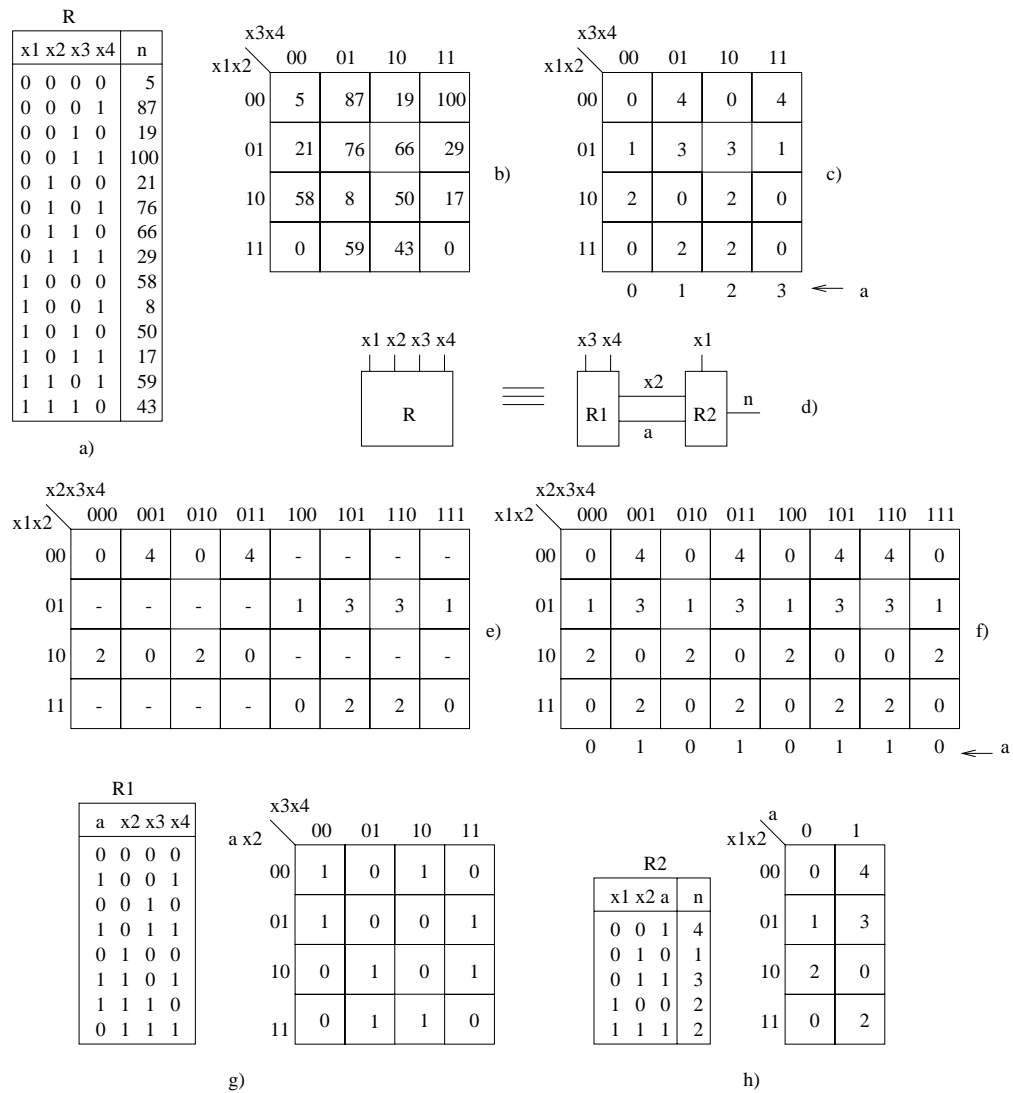 R
x1 x2 x3 x4 n
0 0 0 0 5
0 0 0 1 87
0 0 1 0 19
0 0 1 1 100
0 1 0 0 21
0 1 0 1 76
0 1 1 0 66
0 1 1 1 29
1 0 0 0 58
1 0 0 1 8
1 0 1 0 50
1 0 1 1 17
1 1 0 1 59
1 1 1 0 43
a)
x3x4
x1x2 00 01 10 11
00 5 87 19 100
01 21 76 66 29
10 58 8 50 17
11 0 59 43 0
b)
x3x4
x1x2 00 01 10 11
00 0 4 0 4
01 1 3 3 1
10 2 0 2 0
11 0 2 2 0
0 1 2 3 a
c)
x1 x2 x3 x4
R
x3 x4 x1
R1 x2 R2 n
a
d)
x2x3x4
x1x2 000 001 010 011 100 101 110 111
00 0 4 0 4 - - - -
01 - - - - 1 3 3 1
10 2 0 2 0 - - - -
11 - - - - 0 2 2 0
e)
x2x3x4
x1x2 000 001 010 011 100 101 110 111
00 0 4 0 4 0 4 4 0
01 1 3 1 3 1 3 3 1
10 2 0 2 0 2 0 0 2
11 0 2 0 2 0 2 2 0
0 1 0 1 0 1 1 0 a
f)
R1
a x2 x3 x4
0 0 0 0
1 0 0 1
0 0 1 0
1 0 1 1
0 1 0 0
1 1 0 1
1 1 1 0
0 1 1 1
x3x4
a x2 00 01 10 11
00 1 0 1 0
01 1 0 0 1
10 0 1 0 1
11 0 1 1 0
g)
R2
x1 x2 a n
0 0 1 4
0 1 0 1
0 1 1 3
1 0 0 2
1 1 1 2
a
x1x2 0 1
00 0 4
01 1 3
10 2 0
11 0 2
h)